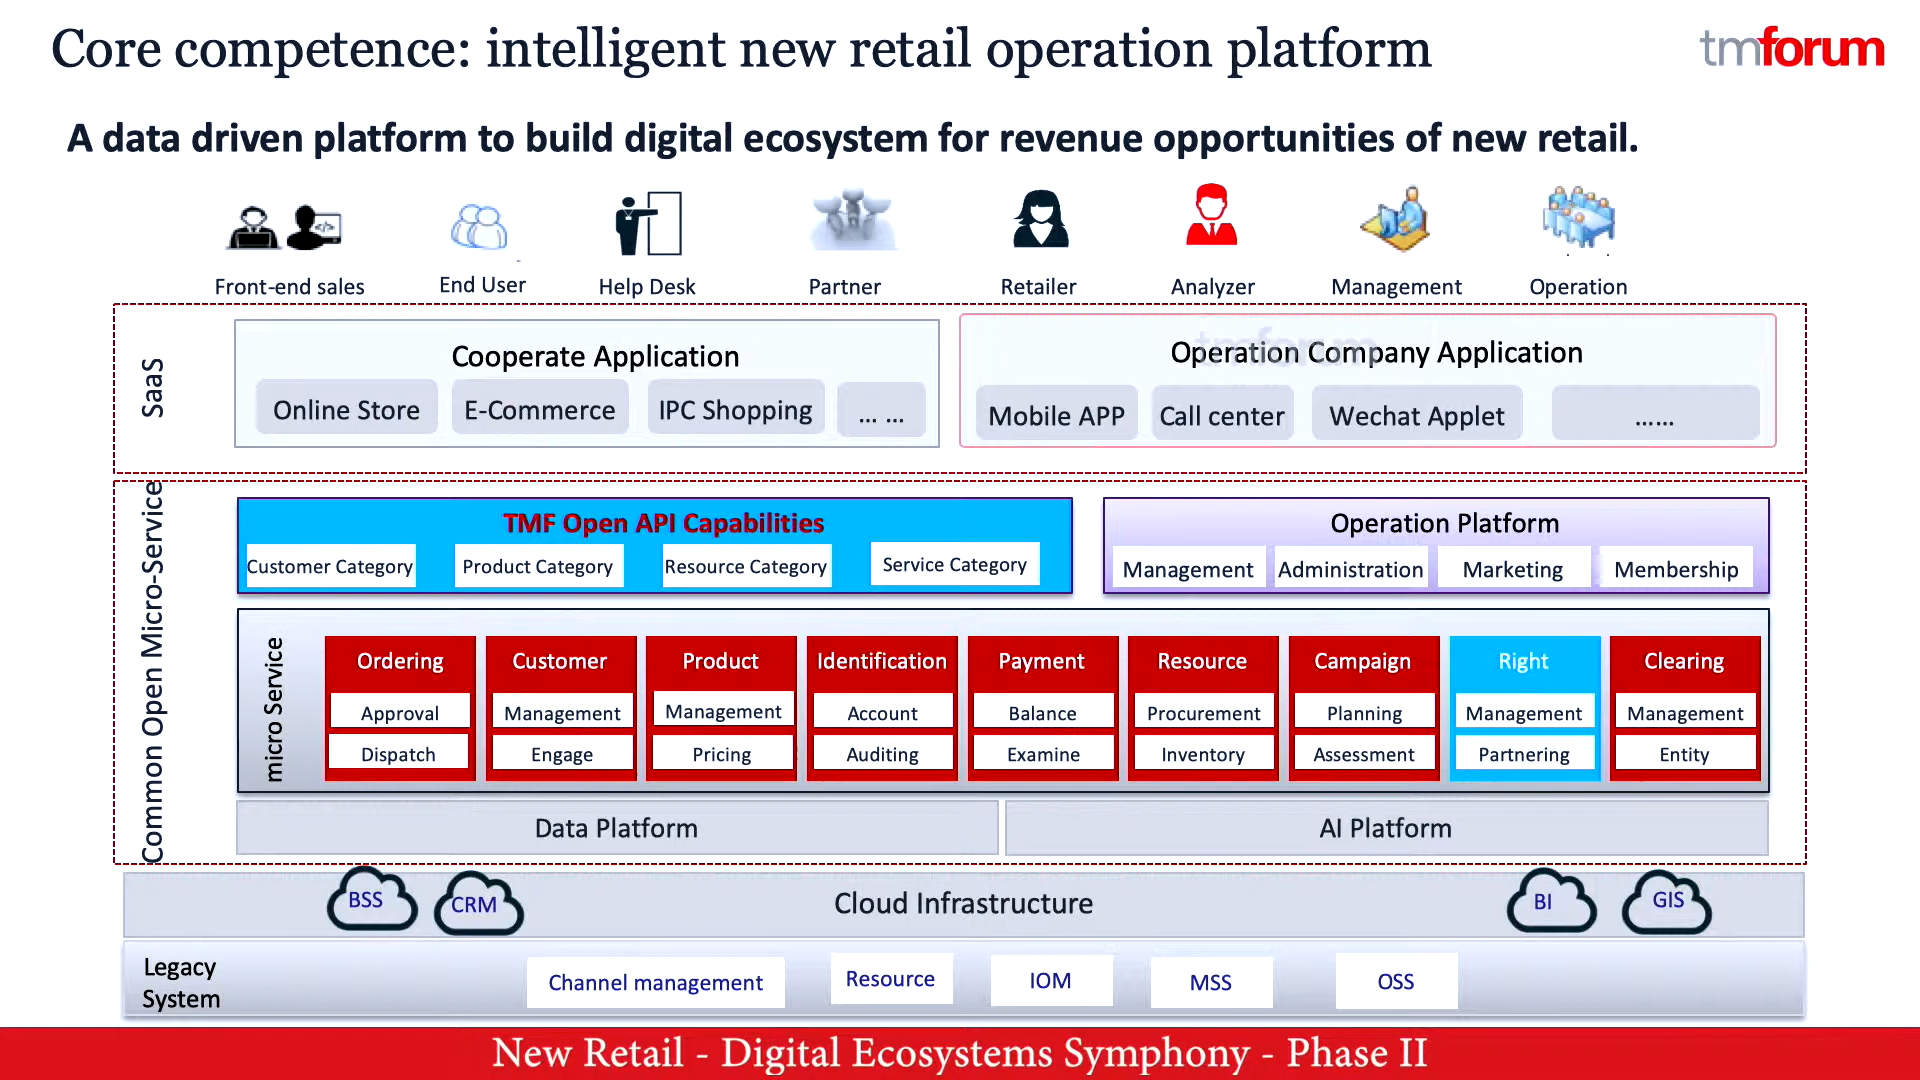 Core competence: intelligent new retail operation platform
tmforum
A data driven platform to build digital ecosystem for revenue opportunities of new retail.
Front-end sales
End User
Help Desk
Partner
Retailer
Analyzer
Management
Operation
SaaS
Cooperate Application
Online Store
E-Commerce
IPC Shopping
... ...
tmforum
Operation Company Application
Mobile APP
Call center
Wechat Applet
......
Common Open Micro-Service
TMF Open API Capabilities
Customer Category
Product Category
Resource Category
Service Category
Operation Platform
Management
Administration
Marketing
Membership
micro Service
Ordering
Approval
Dispatch
Customer
Management
Engage
Product
Management
Pricing
Identification
Account
Auditing
Payment
Balance
Examine
Resource
Procurement
Inventory
Campaign
Planning
Assessment
Right
Management
Partnering
Clearing
Management
Entity
Data Platform
AI Platform
BSS
CRM
Cloud Infrastructure
BI
GIS
Legacy
System
Channel management
Resource
IOM
MSS
OSS
New Retail - Digital Ecosystems Symphony - Phase II